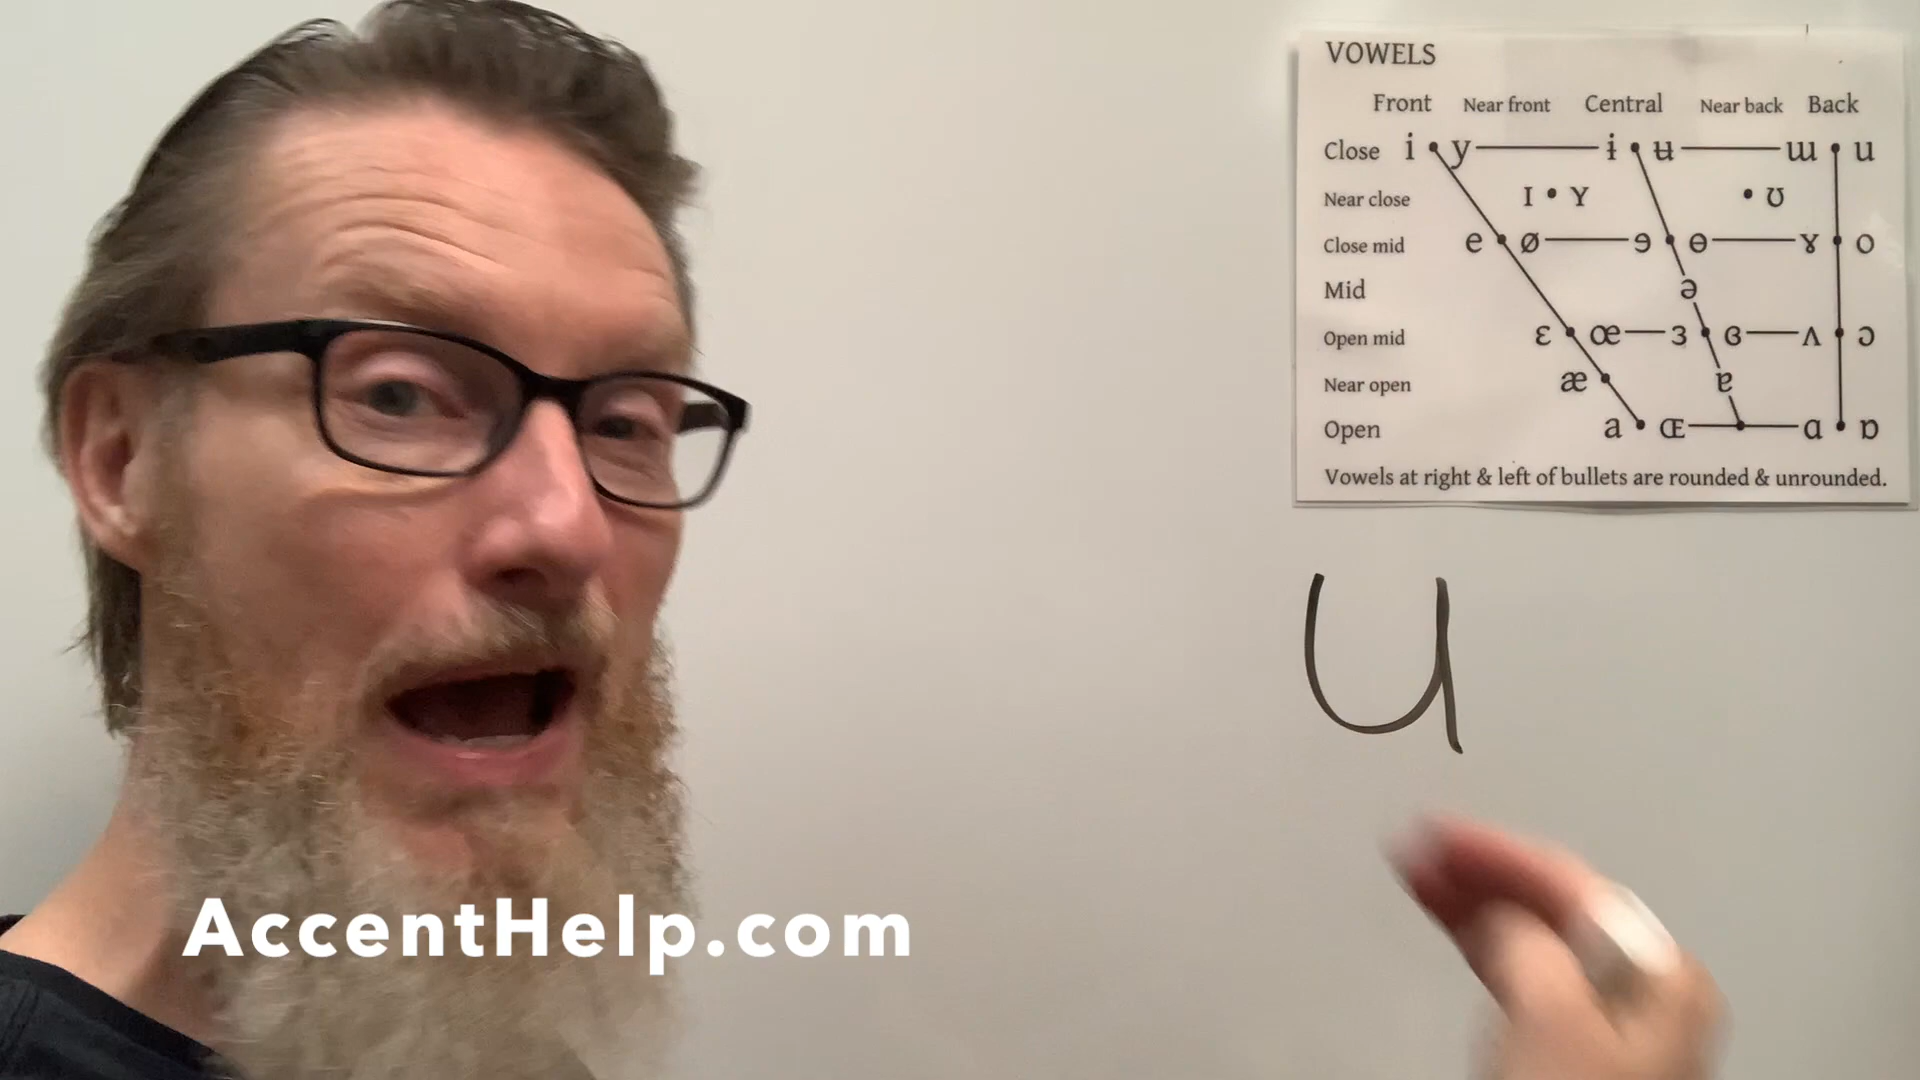 VOWELS
Front Near front Central Near back Back
Close i • y ɨ • ʉ ɯ • u
Near close ɪ • ʏ • ʊ
Close mid e • ø ɘ • ɵ ɤ • o
Mid ə
Open mid ɛ • œ ɜ • ɞ ʌ • ɔ
Near open æ • ɐ
Open a • ɶ • ɑ • ɒ
Vowels at right & left of bullets are rounded & unrounded.
u
AccentHelp.com